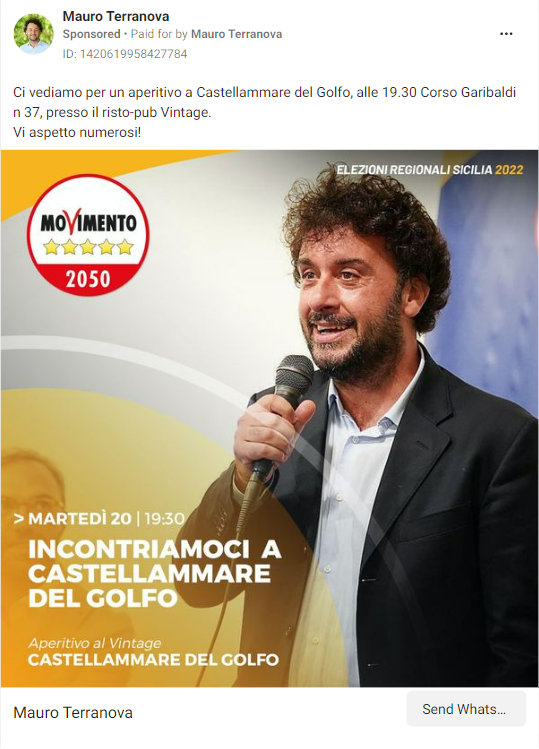 Mauro Terranova
Sponsored • Paid for by Mauro Terranova
ID: 1420619958427784
Ci vediamo per un aperitivo a Castellammare del Golfo, alle 19.30 Corso Garibaldi
n 37, presso il risto-pub Vintage.
Vi aspetto numerosi!
ELEZIONI REGIONALI SICILIA 2022
MOVIMENTO
2050
> MARTEDÌ 20 | 19:30
INCONTRIAMOCI A
CASTELLAMMARE
DEL GOLFO
Aperitivo al Vintage
CASTELLAMMARE DEL GOLFO
Mauro Terranova
Send Whats...